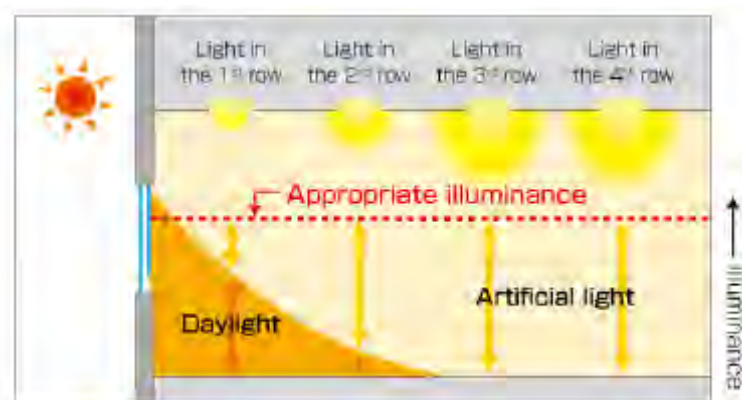 Light in
the 1st row
Light in
the 2nd row
Light in
the 3rd row
Light in
the 4th row
Appropriate illuminance
Artificial light
Daylight
illuminance